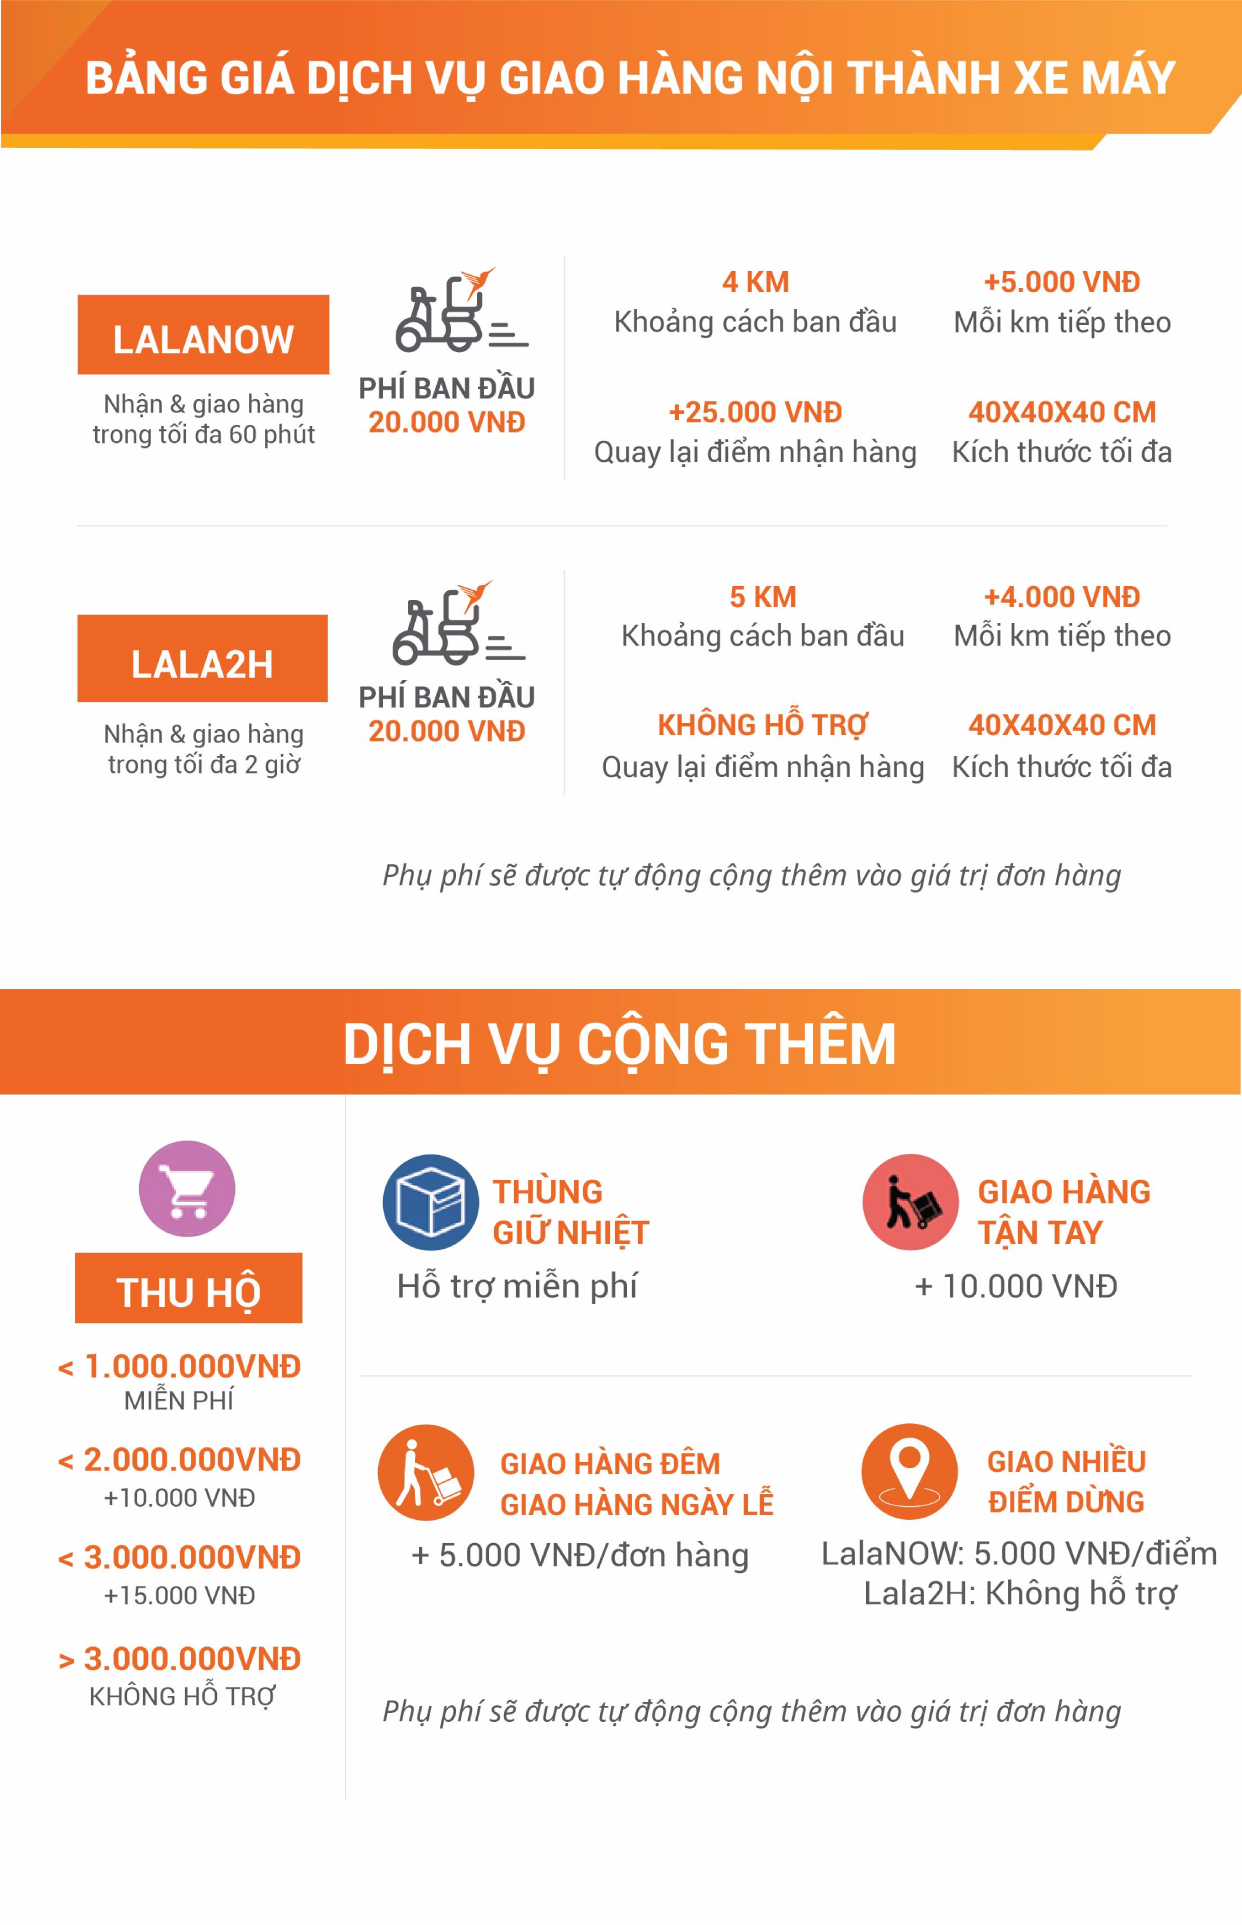 BẢNG GIÁ DỊCH VỤ GIAO HÀNG NỘI THÀNH XE MÁY
LALANOW
Nhận & giao hàng
trong tối đa 60 phút
PHÍ BAN ĐẦU
20.000 VNĐ
4 KM
Khoảng cách ban đầu
+5.000 VNĐ
Mỗi km tiếp theo
+25.000 VNĐ
Quay lại điểm nhận hàng
40X40X40 CM
Kích thước tối đa
LALA2H
Nhận & giao hàng
trong tối đa 2 giờ
PHÍ BAN ĐẦU
20.000 VNĐ
5 KM
Khoảng cách ban đầu
+4.000 VNĐ
Mỗi km tiếp theo
KHÔNG HỖ TRỢ
Quay lại điểm nhận hàng
40X40X40 CM
Kích thước tối đa
Phụ phí sẽ được tự động cộng thêm vào giá trị đơn hàng
DỊCH VỤ CỘNG THÊM
THU HỘ
< 1.000.000VNĐ
MIỄN PHÍ
< 2.000.000VNĐ
+10.000 VNĐ
< 3.000.000VNĐ
+15.000 VNĐ
> 3.000.000VNĐ
KHÔNG HỖ TRỢ
THÙNG
GIỮ NHIỆT
Hỗ trợ miễn phí
GIAO HÀNG
TẬN TAY
+ 10.000 VNĐ
GIAO HÀNG ĐÊM
GIAO HÀNG NGÀY LỄ
+ 5.000 VNĐ/đơn hàng
GIAO NHIỀU
ĐIỂM DỪNG
LalaNOW: 5.000 VNĐ/điểm
Lala2H: Không hỗ trợ
Phụ phí sẽ được tự động cộng thêm vào giá trị đơn hàng